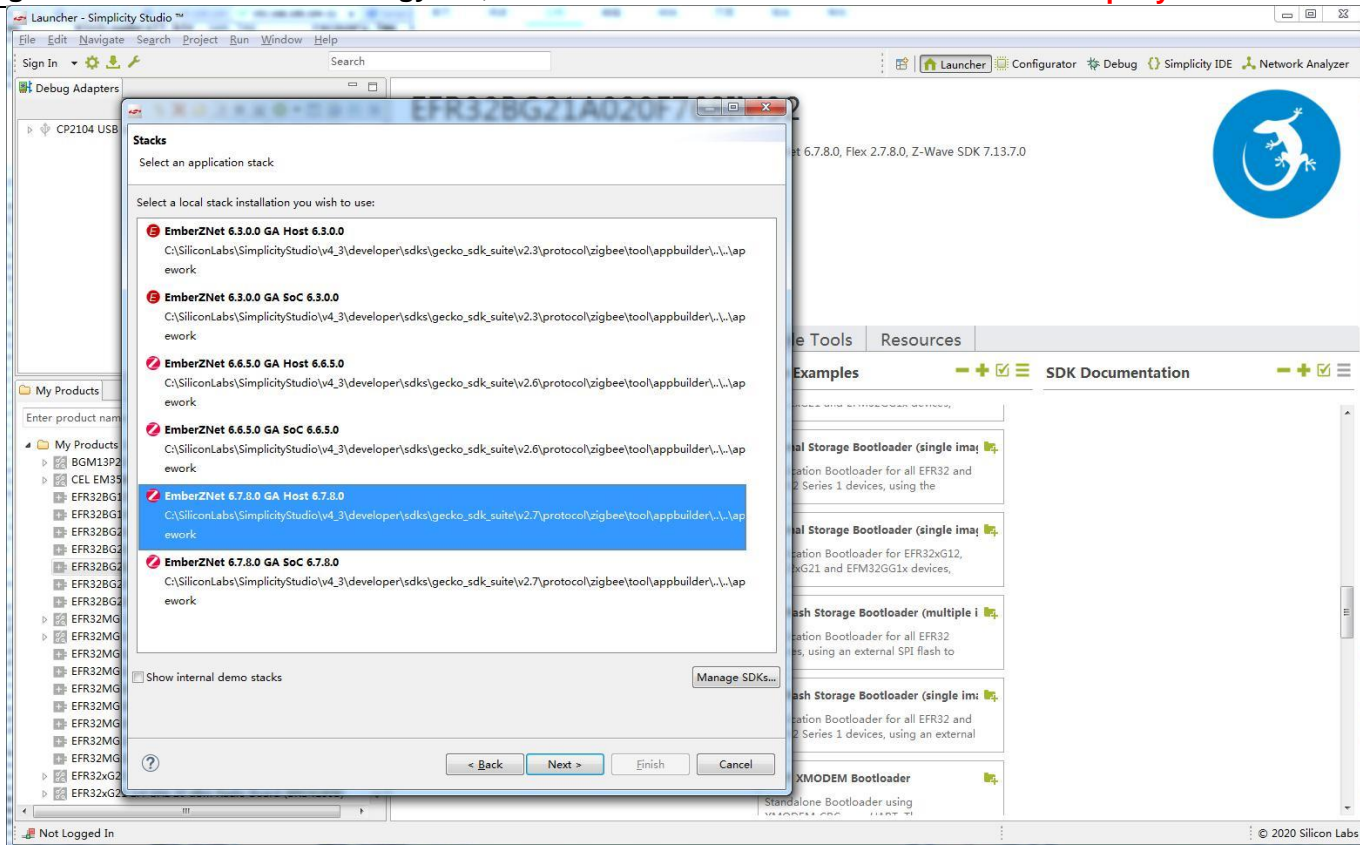 Launcher - Simplicity Studio ™
File Edit Navigate Search Project Run Window Help
Sign In
Search
Launcher
Configurator
Debug
Simplicity IDE
Network Analyzer
Debug Adapters
CP2104 USB
EFR32BG21A020F768IM32
et 6.7.8.0, Flex 2.7.8.0, Z-Wave SDK 7.13.7.0
Stacks
Select an application stack
Select a local stack installation you wish to use:
EmberZNet 6.3.0.0 GA Host 6.3.0.0
C:\SiliconLabs\SimplicityStudio\v4_3\developer\sdks\gecko_sdk_suite\v2.3\protocol\zigbee\tool\appbuilder\..\..\ap
ework
EmberZNet 6.3.0.0 GA SoC 6.3.0.0
C:\SiliconLabs\SimplicityStudio\v4_3\developer\sdks\gecko_sdk_suite\v2.3\protocol\zigbee\tool\appbuilder\..\..\ap
ework
EmberZNet 6.6.5.0 GA Host 6.6.5.0
C:\SiliconLabs\SimplicityStudio\v4_3\developer\sdks\gecko_sdk_suite\v2.6\protocol\zigbee\tool\appbuilder\..\..\ap
ework
EmberZNet 6.6.5.0 GA SoC 6.6.5.0
C:\SiliconLabs\SimplicityStudio\v4_3\developer\sdks\gecko_sdk_suite\v2.6\protocol\zigbee\tool\appbuilder\..\..\ap
ework
EmberZNet 6.7.8.0 GA Host 6.7.8.0
C:\SiliconLabs\SimplicityStudio\v4_3\developer\sdks\gecko_sdk_suite\v2.7\protocol\zigbee\tool\appbuilder\..\..\ap
ework
EmberZNet 6.7.8.0 GA SoC 6.7.8.0
C:\SiliconLabs\SimplicityStudio\v4_3\developer\sdks\gecko_sdk_suite\v2.7\protocol\zigbee\tool\appbuilder\..\..\ap
ework
Show internal demo stacks
Manage SDKs...
< Back
Next >
Finish
Cancel
My Products
Enter product nam
My Products
BGM13P2
CEL EM35
EFR32BG1
EFR32BG1
EFR32BG2
EFR32BG2
EFR32BG2
EFR32BG2
EFR32BG2
EFR32MG
EFR32MG
EFR32MG
EFR32MG
EFR32MG
EFR32MG
EFR32MG
EFR32MG
EFR32MG
EFR32xG2
EFR32xG2
e Tools
Resources
Examples
SDK Documentation
al Storage Bootloader (single imag
cation Bootloader for all EFR32 and
2 Series 1 devices, using the
al Storage Bootloader (single imag
cation Bootloader for EFR32xG12,
xG21 and EFM32GG1x devices,
ash Storage Bootloader (multiple i
cation Bootloader for all EFR32
es, using an external SPI flash to
ash Storage Bootloader (single ima
cation Bootloader for all EFR32 and
2 Series 1 devices, using an external
XMODEM Bootloader
Standalone Bootloader using
Not Logged In
© 2020 Silicon Labs